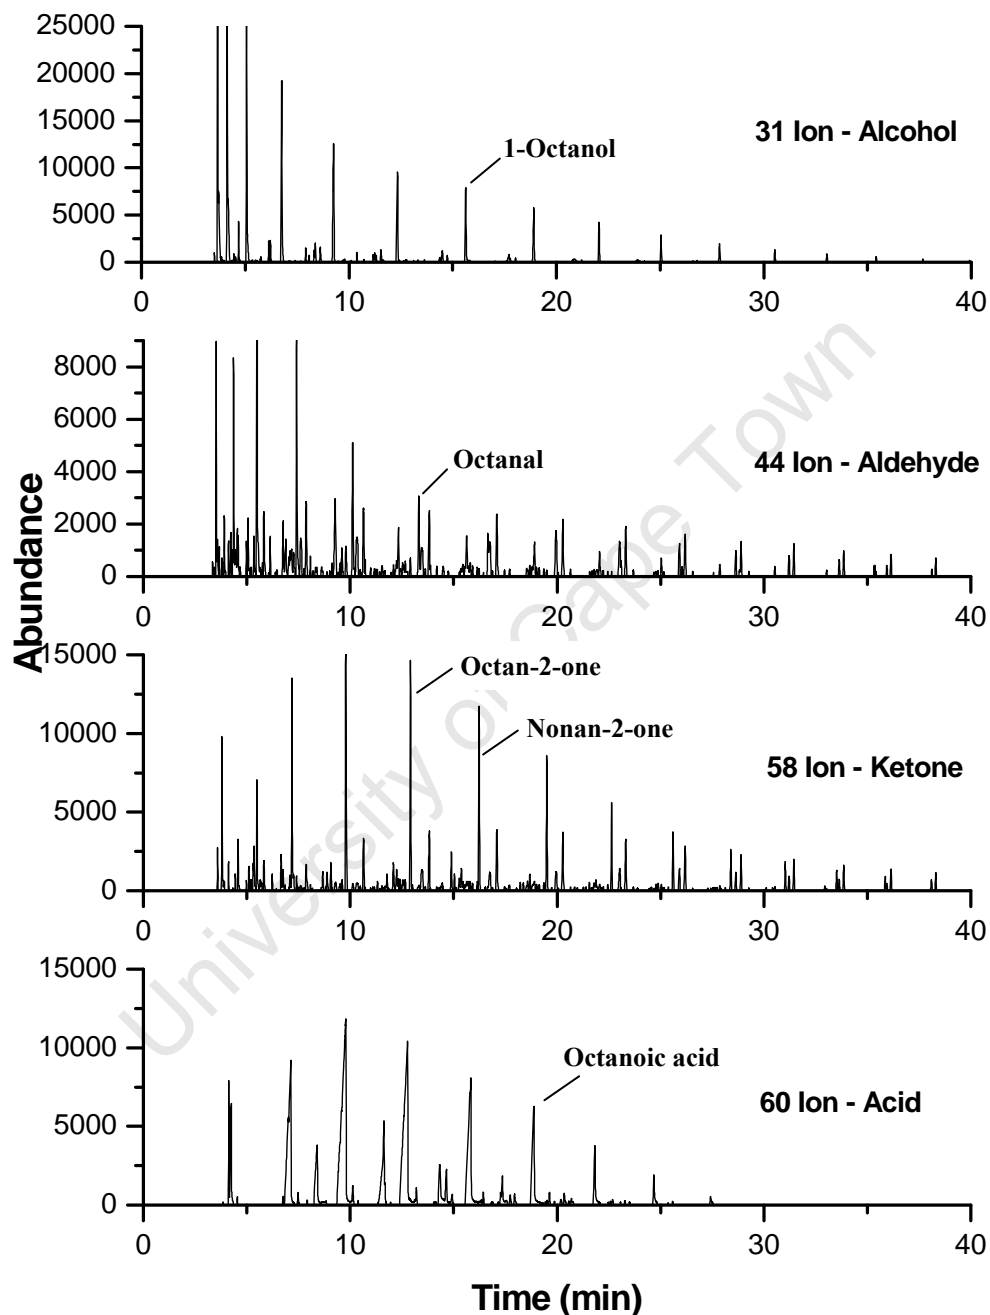 25000
20000
15000
10000
5000
0
31 Ion - Alcohol
1-Octanol
0 10 20 30 40
8000
6000
4000
2000
0
44 Ion - Aldehyde
Octanal
0 10 20 30 40
Abundance
15000
10000
5000
0
Octan-2-one
Nonan-2-one
58 Ion - Ketone
0 10 20 30 40
15000
10000
5000
0
Octanoic acid
60 Ion - Acid
0 10 20 30 40
Time (min)
University of Cape Town